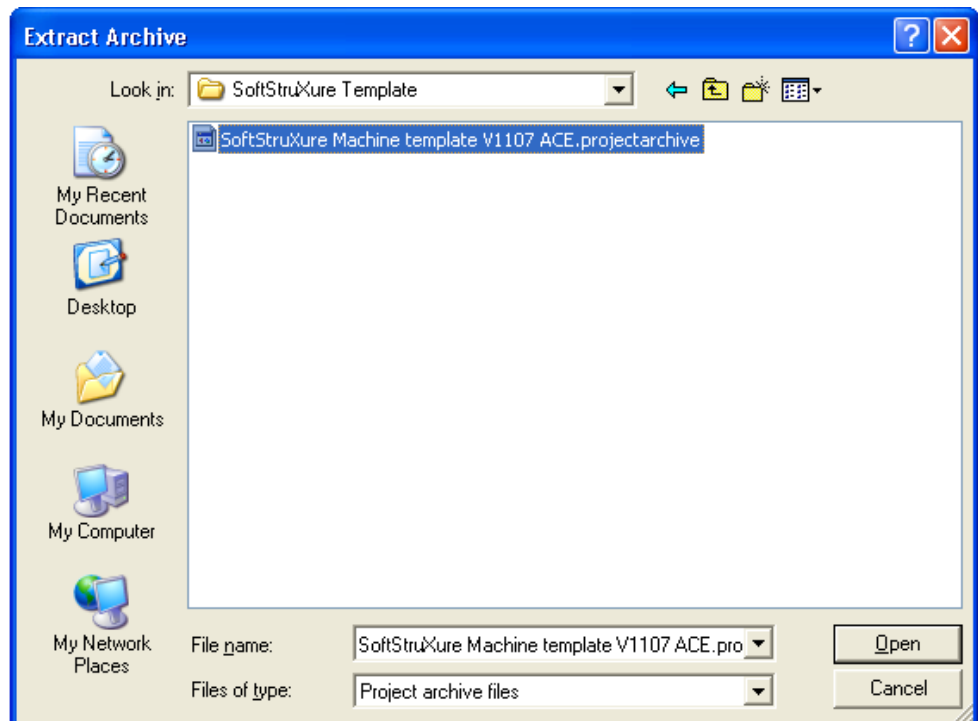 Extract Archive
Look in: SoftStruXure Template
SoftStruXure Machine template V1107 ACE.projectarchive
My Recent
Documents
Desktop
My Documents
My Computer
My Network
Places
File name: SoftStruXure Machine template V1107 ACE.pro
Open
Files of type: Project archive files
Cancel